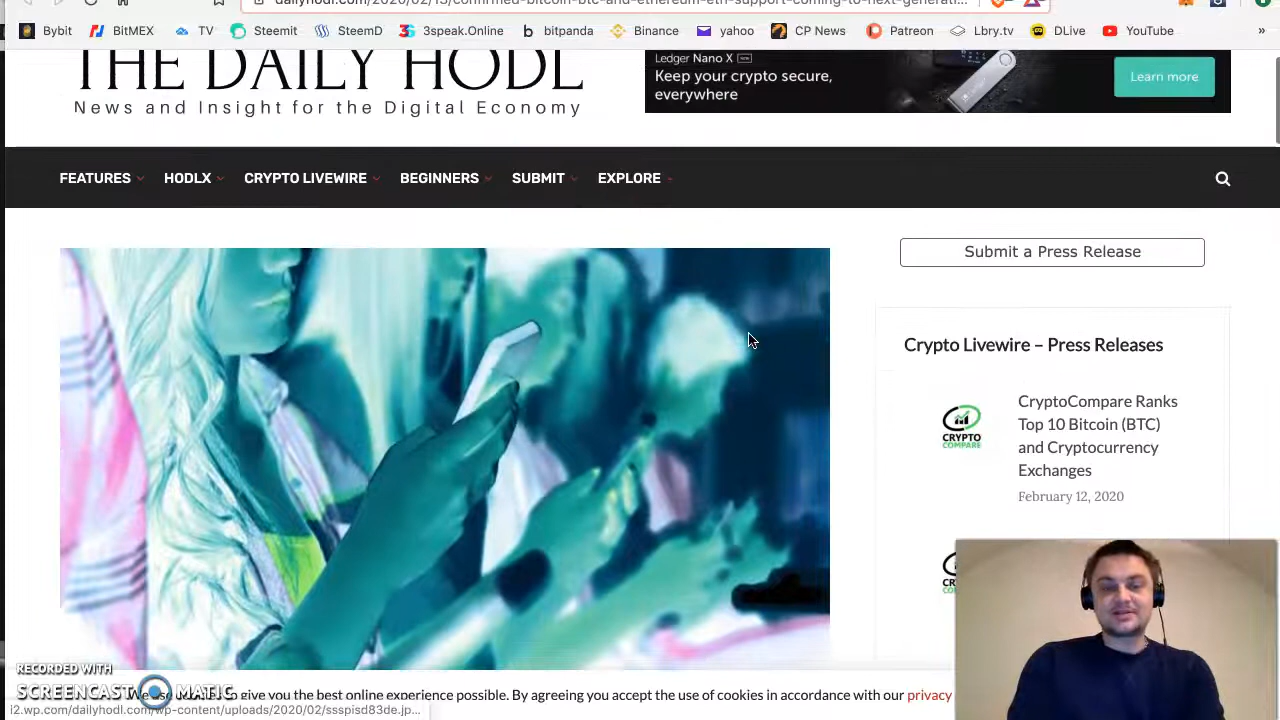 dailyhodl.com/2020/02/13/confirmed-bitcoin-btc-and-ethereum-eth-support-coming-to-next-generati...
Bybit BitMEX TV Steemit SteemD 3speak.Online bitpanda Binance yahoo CP News Patreon Lbry.tv DLive YouTube »
THE DAILY HODL
News and Insight for the Digital Economy
Ledger Nano X
Keep your crypto secure,
everywhere
Learn more
FEATURES HODLX CRYPTO LIVEWIRE BEGINNERS SUBMIT EXPLORE
Submit a Press Release
Crypto Livewire – Press Releases
CRYPTO
COMPARE
CryptoCompare Ranks
Top 10 Bitcoin (BTC)
and Cryptocurrency
Exchanges
February 12, 2020
RECORDED WITH
SCREENCAST MATIC
We use to give you the best online experience possible. By agreeing you accept the use of cookies in accordance with our privacy
i2.wp.com/dailyhodl.com/wp-content/uploads/2020/02/ssspisd83de.jp...